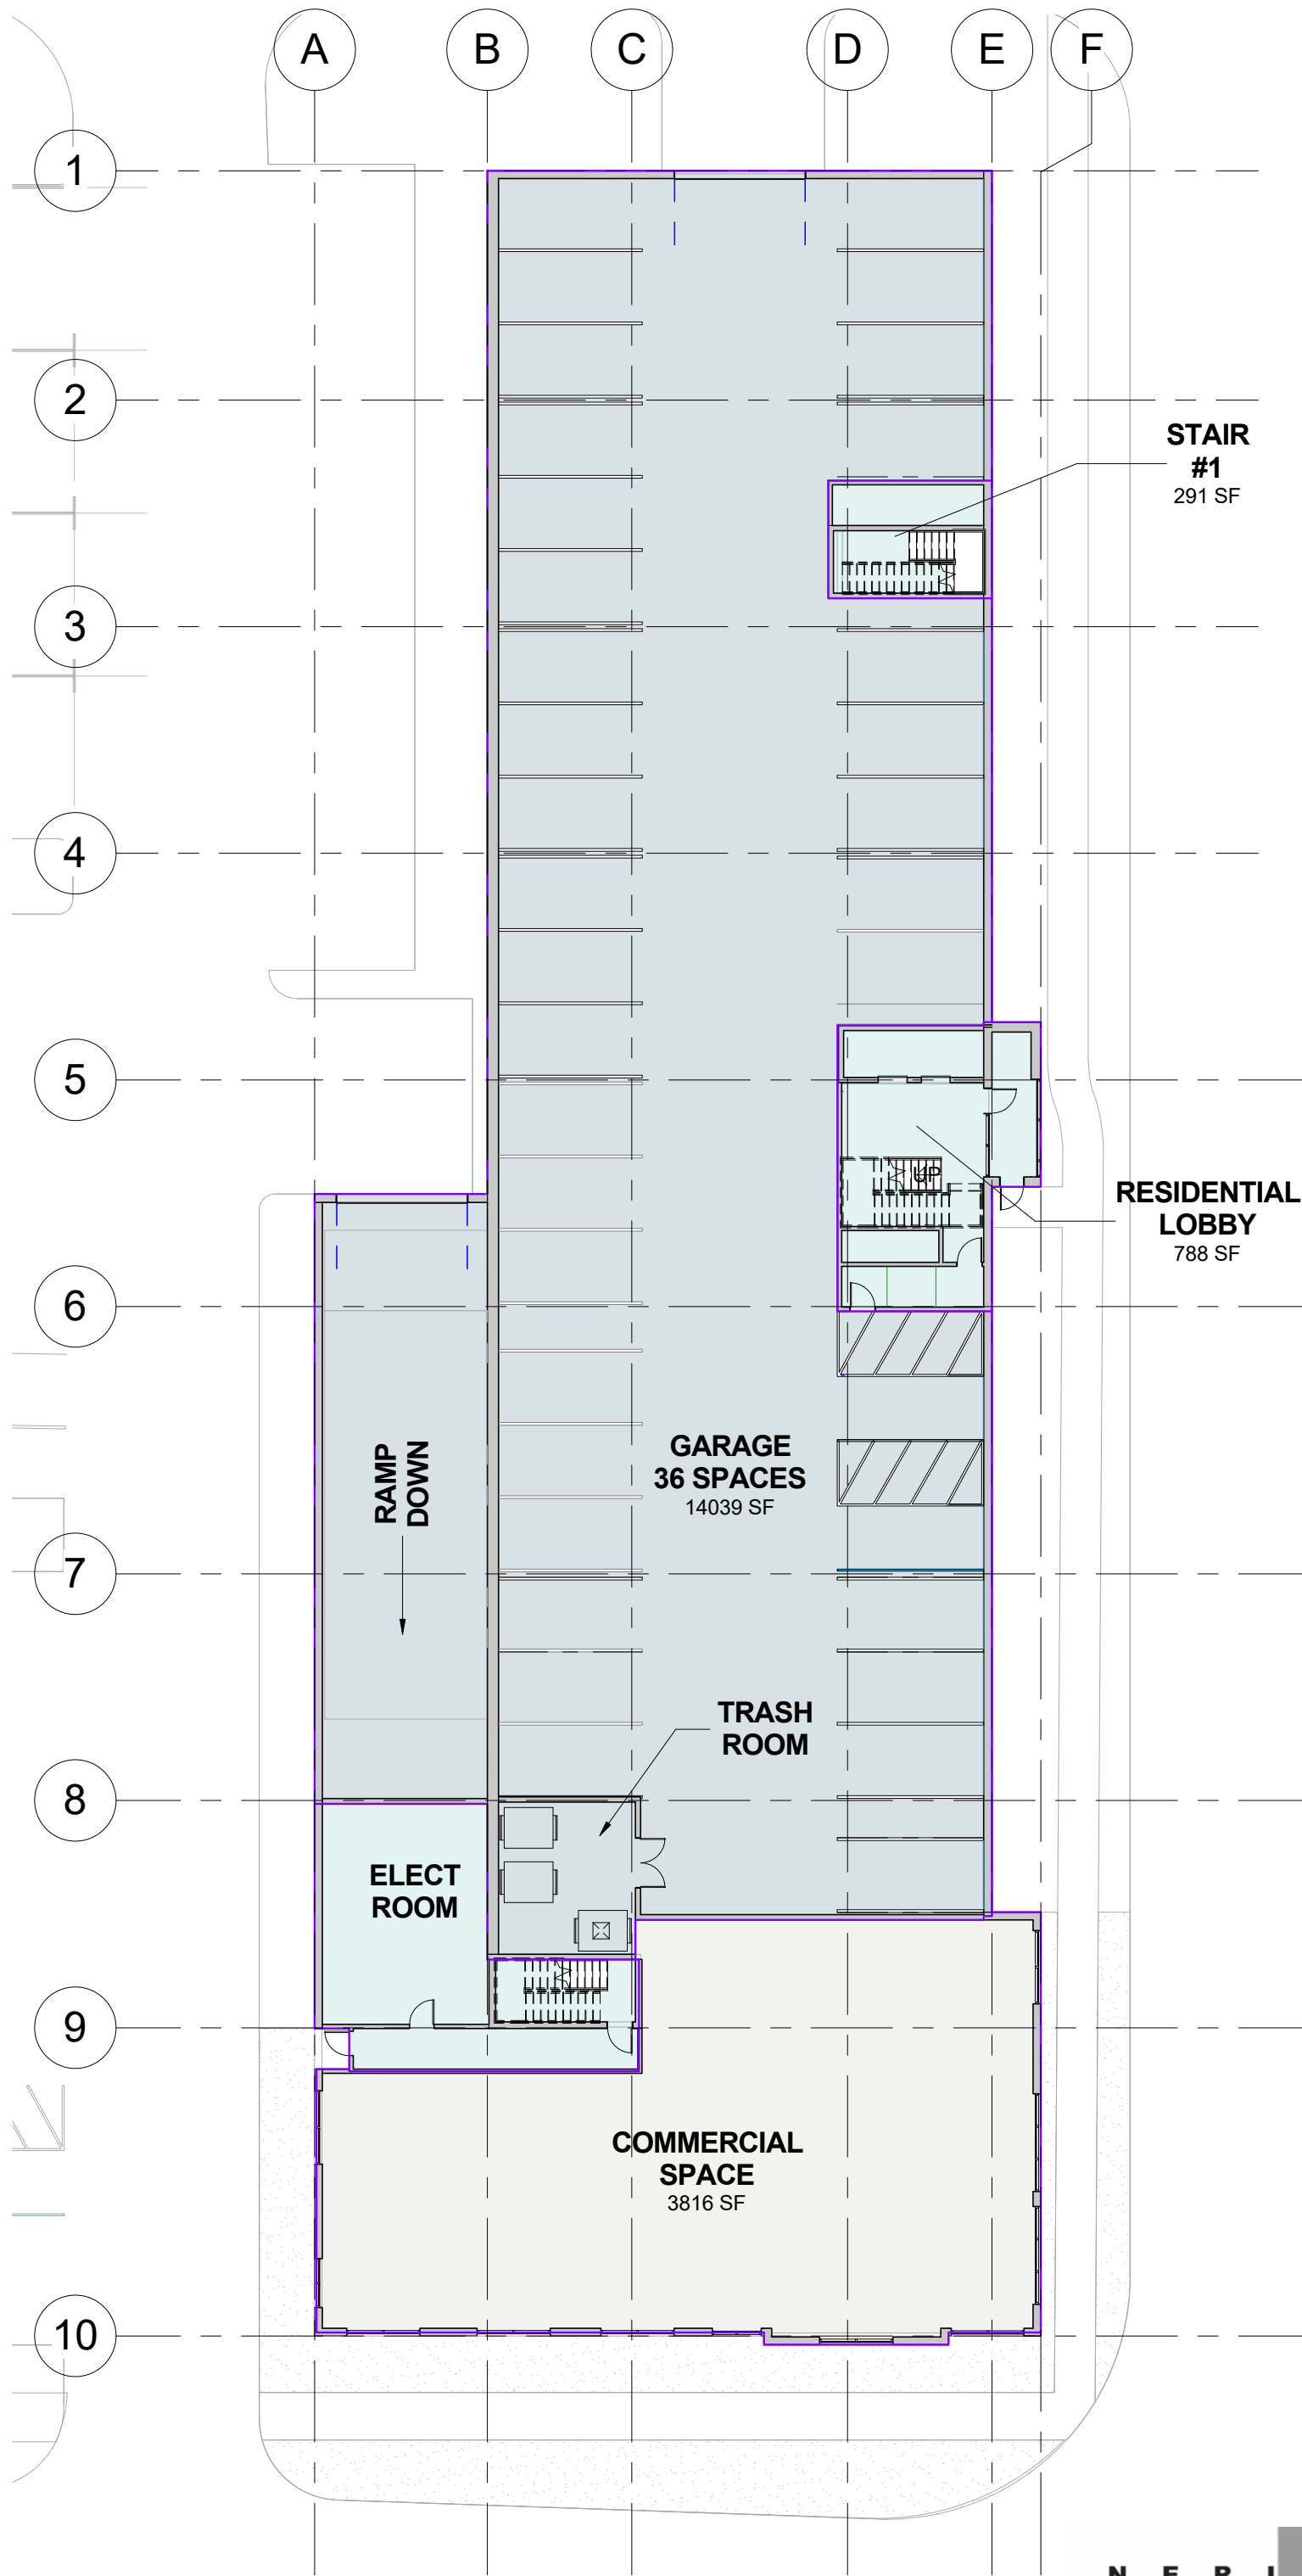 A B C D E F
1
2
STAIR
#1
291 SF
3
4
5
UP
RESIDENTIAL
LOBBY
788 SF
6
RAMP
DOWN
GARAGE
36 SPACES
14039 SF
7
TRASH
ROOM
8
ELECT
ROOM
9
COMMERCIAL
SPACE
3816 SF
10